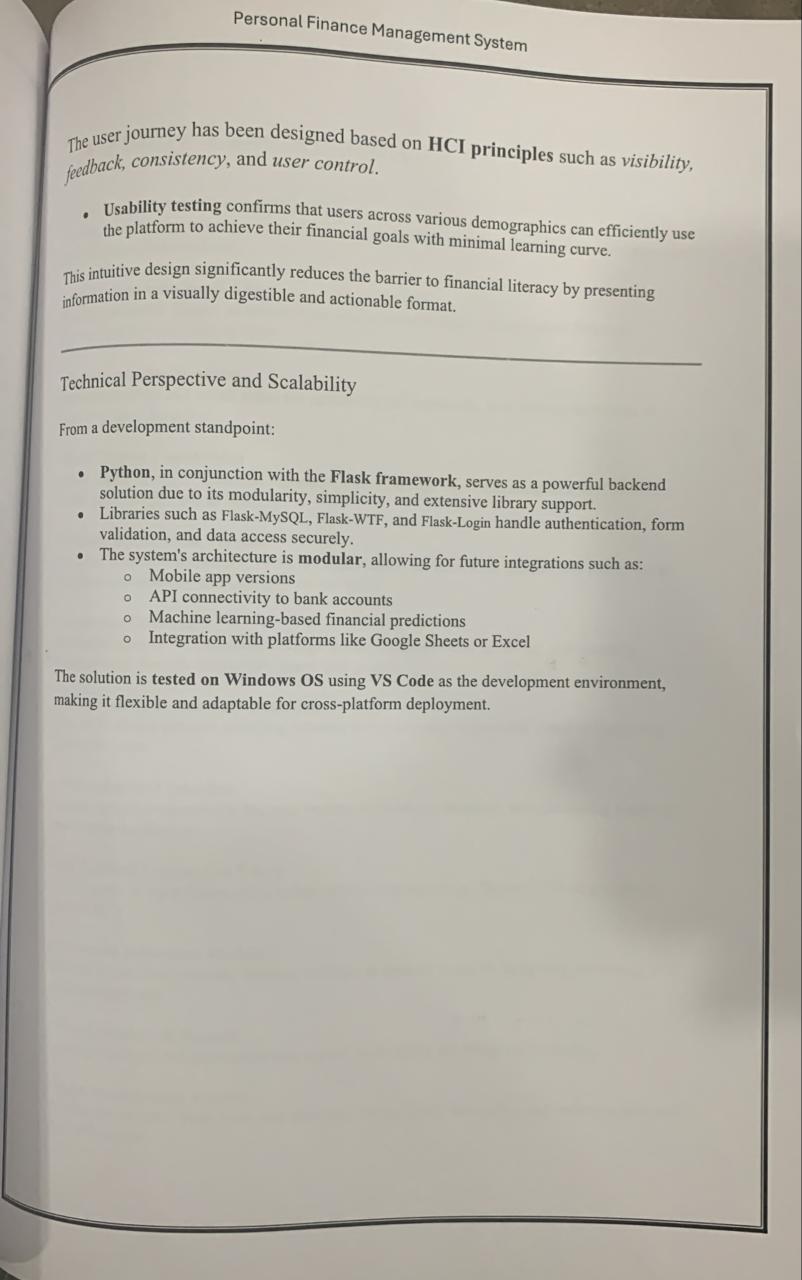 Personal Finance Management System
The user journey has been designed based on HCI principles such as visibility,
feedback, consistency, and user control.
• Usability testing confirms that users across various demographics can efficiently use
the platform to achieve their financial goals with minimal learning curve.
This intuitive design significantly reduces the barrier to financial literacy by presenting
information in a visually digestible and actionable format.
Technical Perspective and Scalability
From a development standpoint:
• Python, in conjunction with the Flask framework, serves as a powerful backend
solution due to its modularity, simplicity, and extensive library support.
• Libraries such as Flask-MySQL, Flask-WTF, and Flask-Login handle authentication, form
validation, and data access securely.
• The system's architecture is modular, allowing for future integrations such as:
o Mobile app versions
o API connectivity to bank accounts
o Machine learning-based financial predictions
o Integration with platforms like Google Sheets or Excel
The solution is tested on Windows OS using VS Code as the development environment,
making it flexible and adaptable for cross-platform deployment.